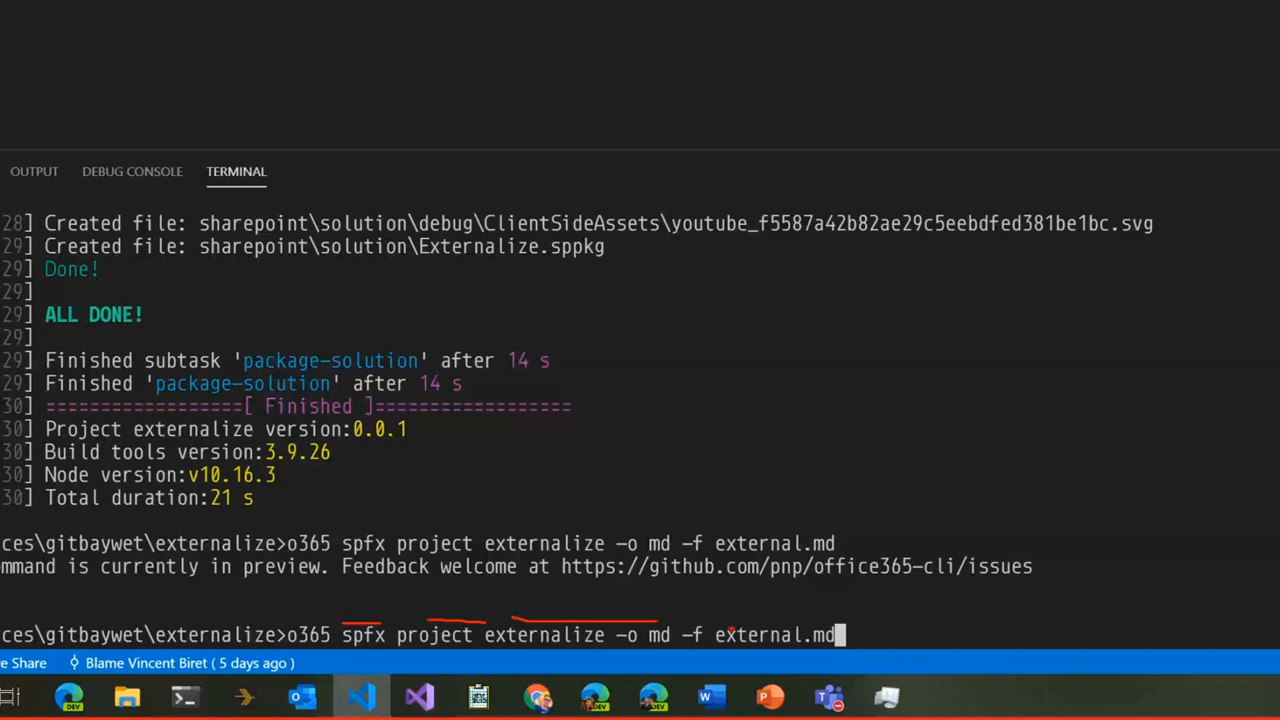 OUTPUT DEBUG CONSOLE TERMINAL
28] Created file: sharepoint\solution\debug\ClientSideAssets\youtube_f5587a42b82ae29c5eebdfed381be1bc.svg
29] Created file: sharepoint\solution\Externalize.sppkg
29] Done!
29]
29] ALL DONE!
29]
29] Finished subtask 'package-solution' after 14 s
29] Finished 'package-solution' after 14 s
30] ==================[ Finished ]==================
30] Project externalize version:0.0.1
30] Build tools version:3.9.26
30] Node version:v10.16.3
30] Total duration:21 s
ces\gitbaywet\externalize>o365 spfx project externalize -o md -f external.md
ommand is currently in preview. Feedback welcome at https://github.com/pnp/office365-cli/issues
ces\gitbaywet\externalize>o365 spfx project externalize -o md -f external.md
e Share Blame Vincent Biret ( 5 days ago )
DEV DEV DEV